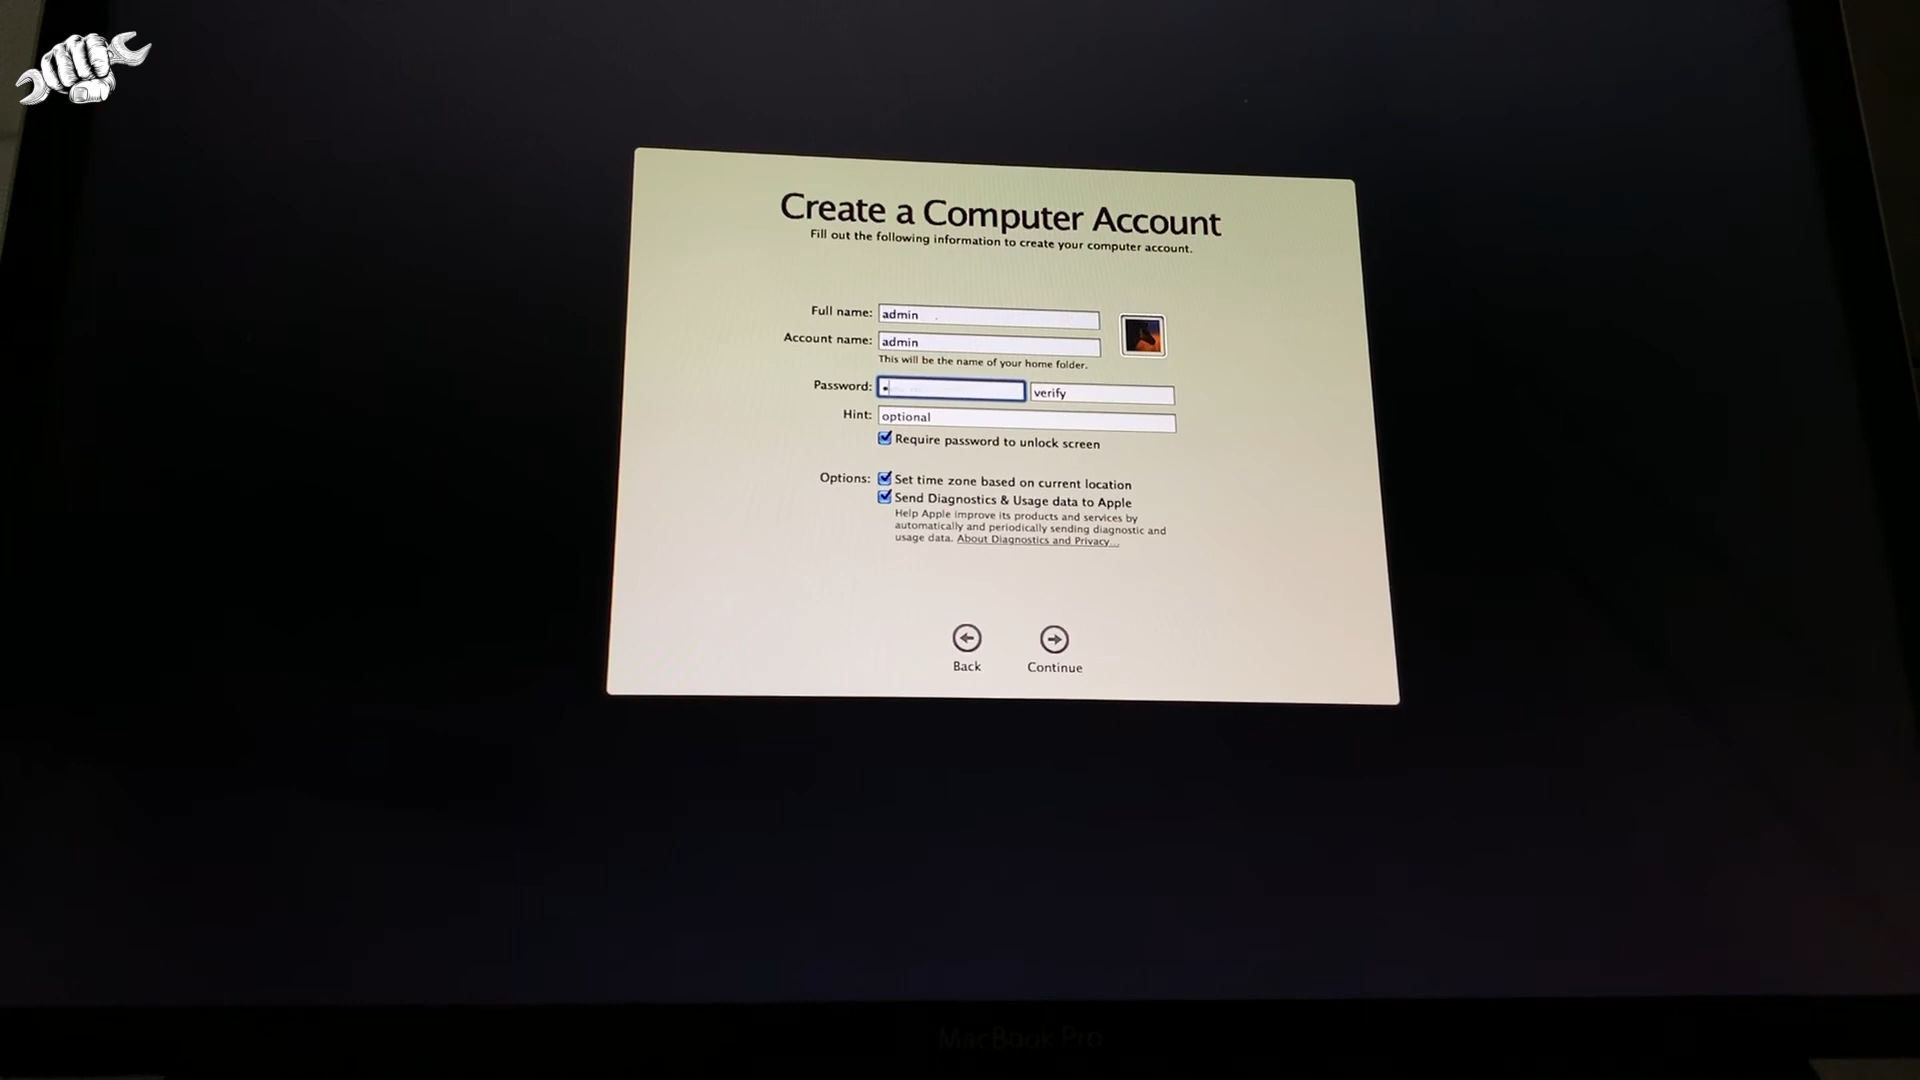 Create a Computer Account
Fill out the following information to create your computer account.
Full name: admin
Account name: admin
This will be the name of your home folder.
Password: • verify
Hint: optional
Require password to unlock screen
Options: Set time zone based on current location
Send Diagnostics & Usage data to Apple
Help Apple improve its products and services by
automatically and periodically sending diagnostic and
usage data. About Diagnostics and Privacy...
Back Continue
MacBook Pro